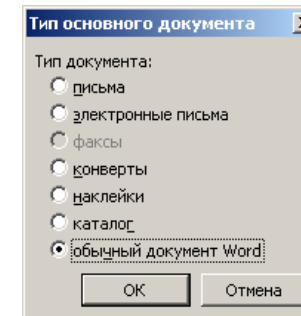 Тип основного документа
Тип документа:
письма
электронные письма
факсы
конверты
наклейки
каталог
обычный документ Word
ОК
Отмена